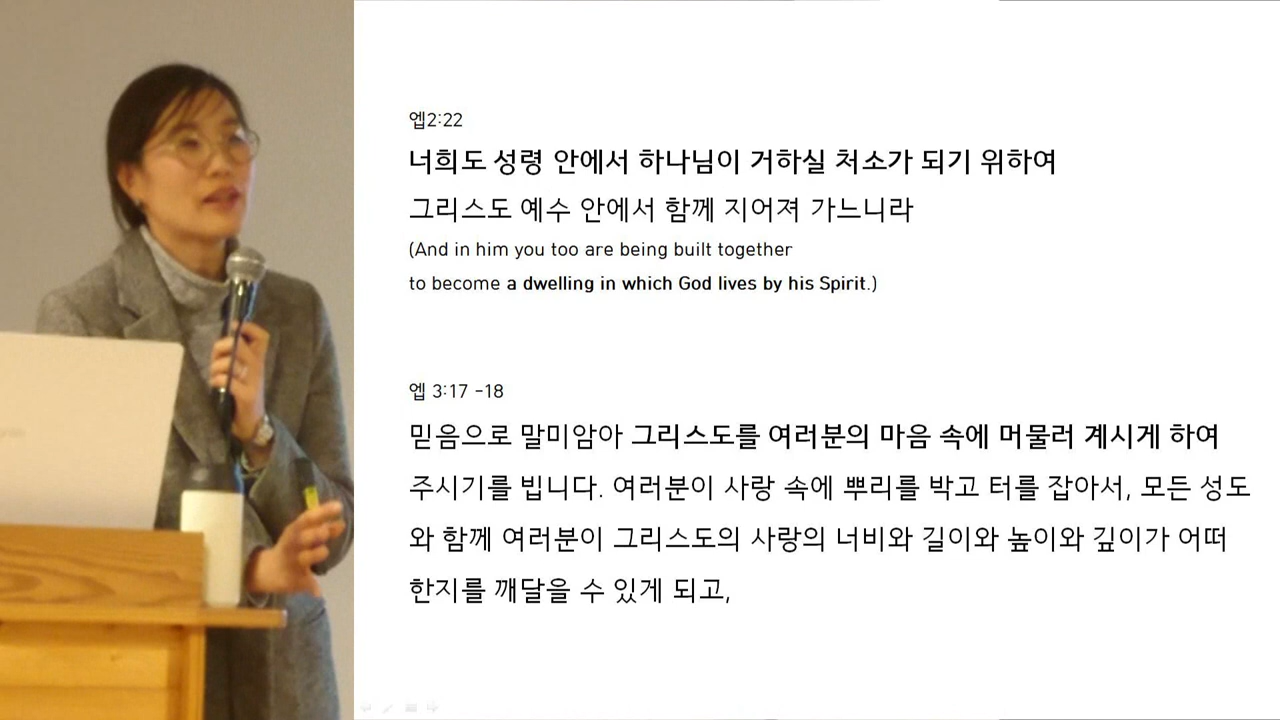 엡2:22
너희도 성령 안에서 하나님이 거하실 처소가 되기 위하여
그리스도 예수 안에서 함께 지어져 가느니라
(And in him you too are being built together
to become a dwelling in which God lives by his Spirit.)
엡 3:17 -18
믿음으로 말미암아 그리스도를 여러분의 마음 속에 머물러 계시게 하여
주시기를 빕니다. 여러분이 사랑 속에 뿌리를 박고 터를 잡아서, 모든 성도
와 함께 여러분이 그리스도의 사랑의 너비와 길이와 높이와 깊이가 어떠
한지를 깨달을 수 있게 되고,